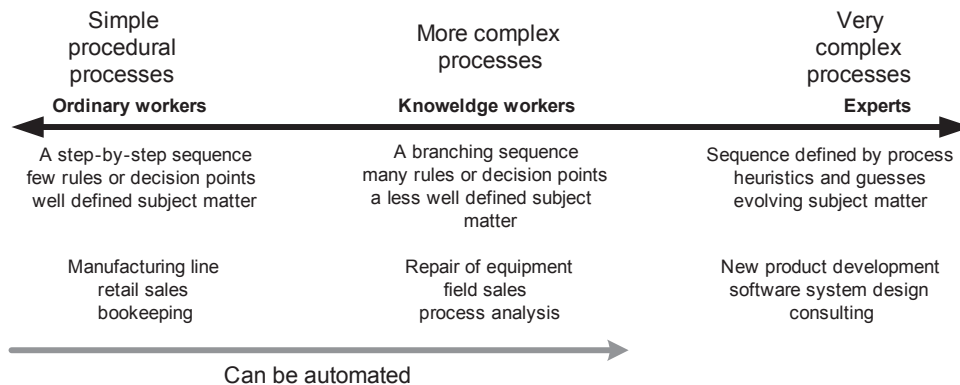 Simple
procedural
processes
More complex
processes
Very
complex
processes
Ordinary workers
Knoweldge workers
Experts
A step-by-step sequence
few rules or decision points
well defined subject matter
A branching sequence
many rules or decision points
a less well defined subject
matter
Sequence defined by process
heuristics and guesses
evolving subject matter
Manufacturing line
retail sales
bookeeping
Repair of equipment
field sales
process analysis
New product development
software system design
consulting
Can be automated